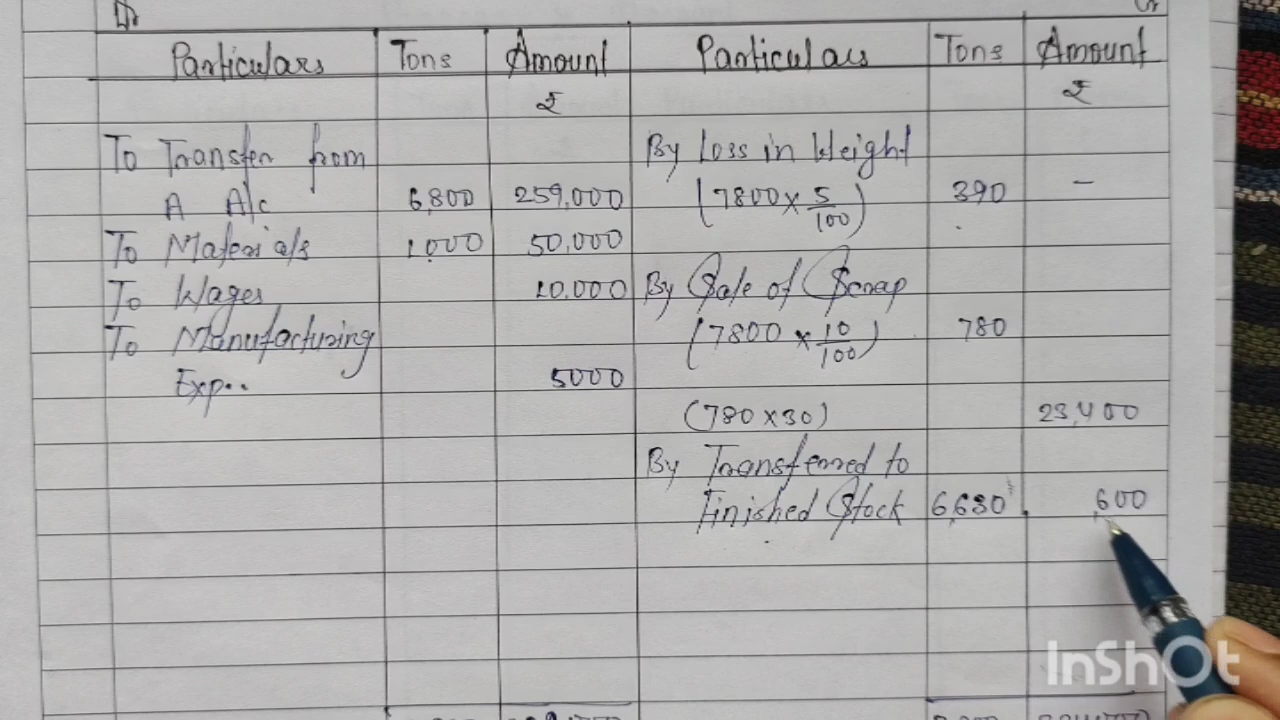 Dr
Cr
Particulars Tons Amount Particulars Tons Amount
₹ ₹
To Transfer from By Loss in Weight
A A/c 6,800 259,000 (7800 × 5/100) 390 –
To Materials 1,000 50,000
To Wages 10,000 By Sale of Scrap
To Manufacturing (7800 × 10/100) 780
Exp.. 5000
(780 × 30) 23,400
By Transferred to
Finished Stock 6,630 ,600
InShOt